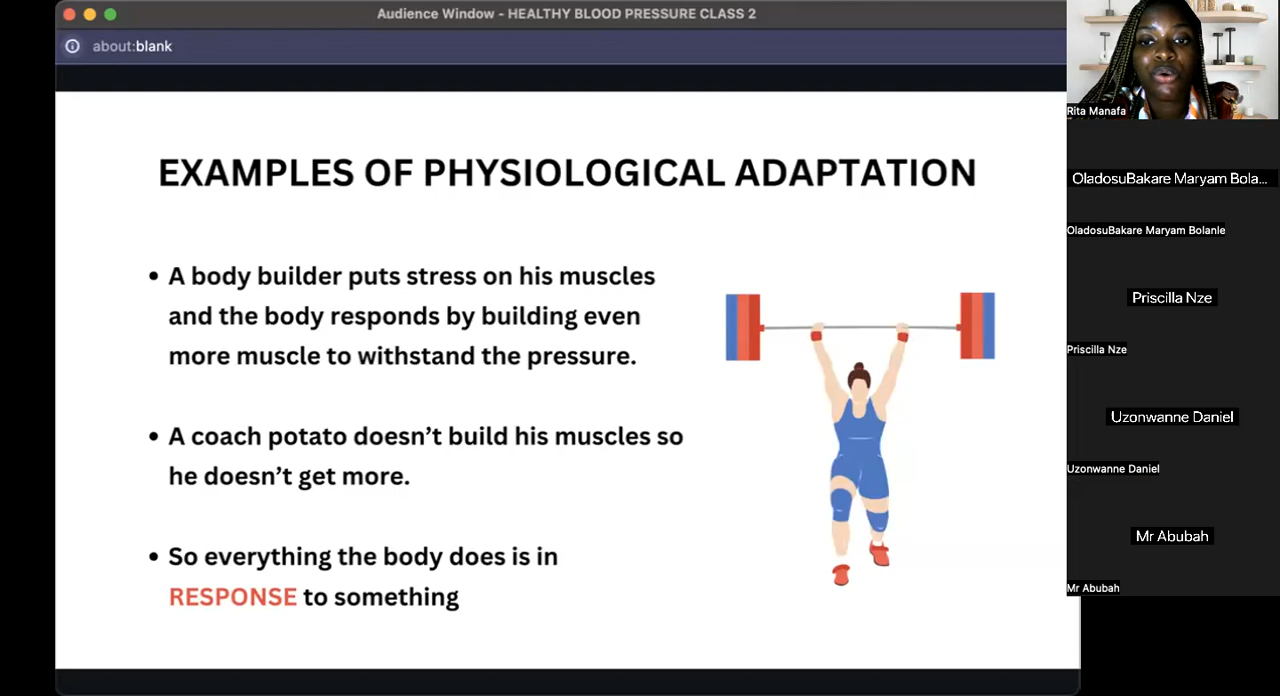 Audience Window - HEALTHY BLOOD PRESSURE CLASS 2
about:blank
EXAMPLES OF PHYSIOLOGICAL ADAPTATION
• A body builder puts stress on his muscles
and the body responds by building even
more muscle to withstand the pressure.
• A coach potato doesn't build his muscles so
he doesn't get more.
• So everything the body does is in
RESPONSE to something
Rita Manafa
OladosuBakare Maryam Bola...
OladosuBakare Maryam Bolanle
Priscilla Nze
Priscilla Nze
Uzonwanne Daniel
Uzonwanne Daniel
Mr Abubah
Mr Abubah